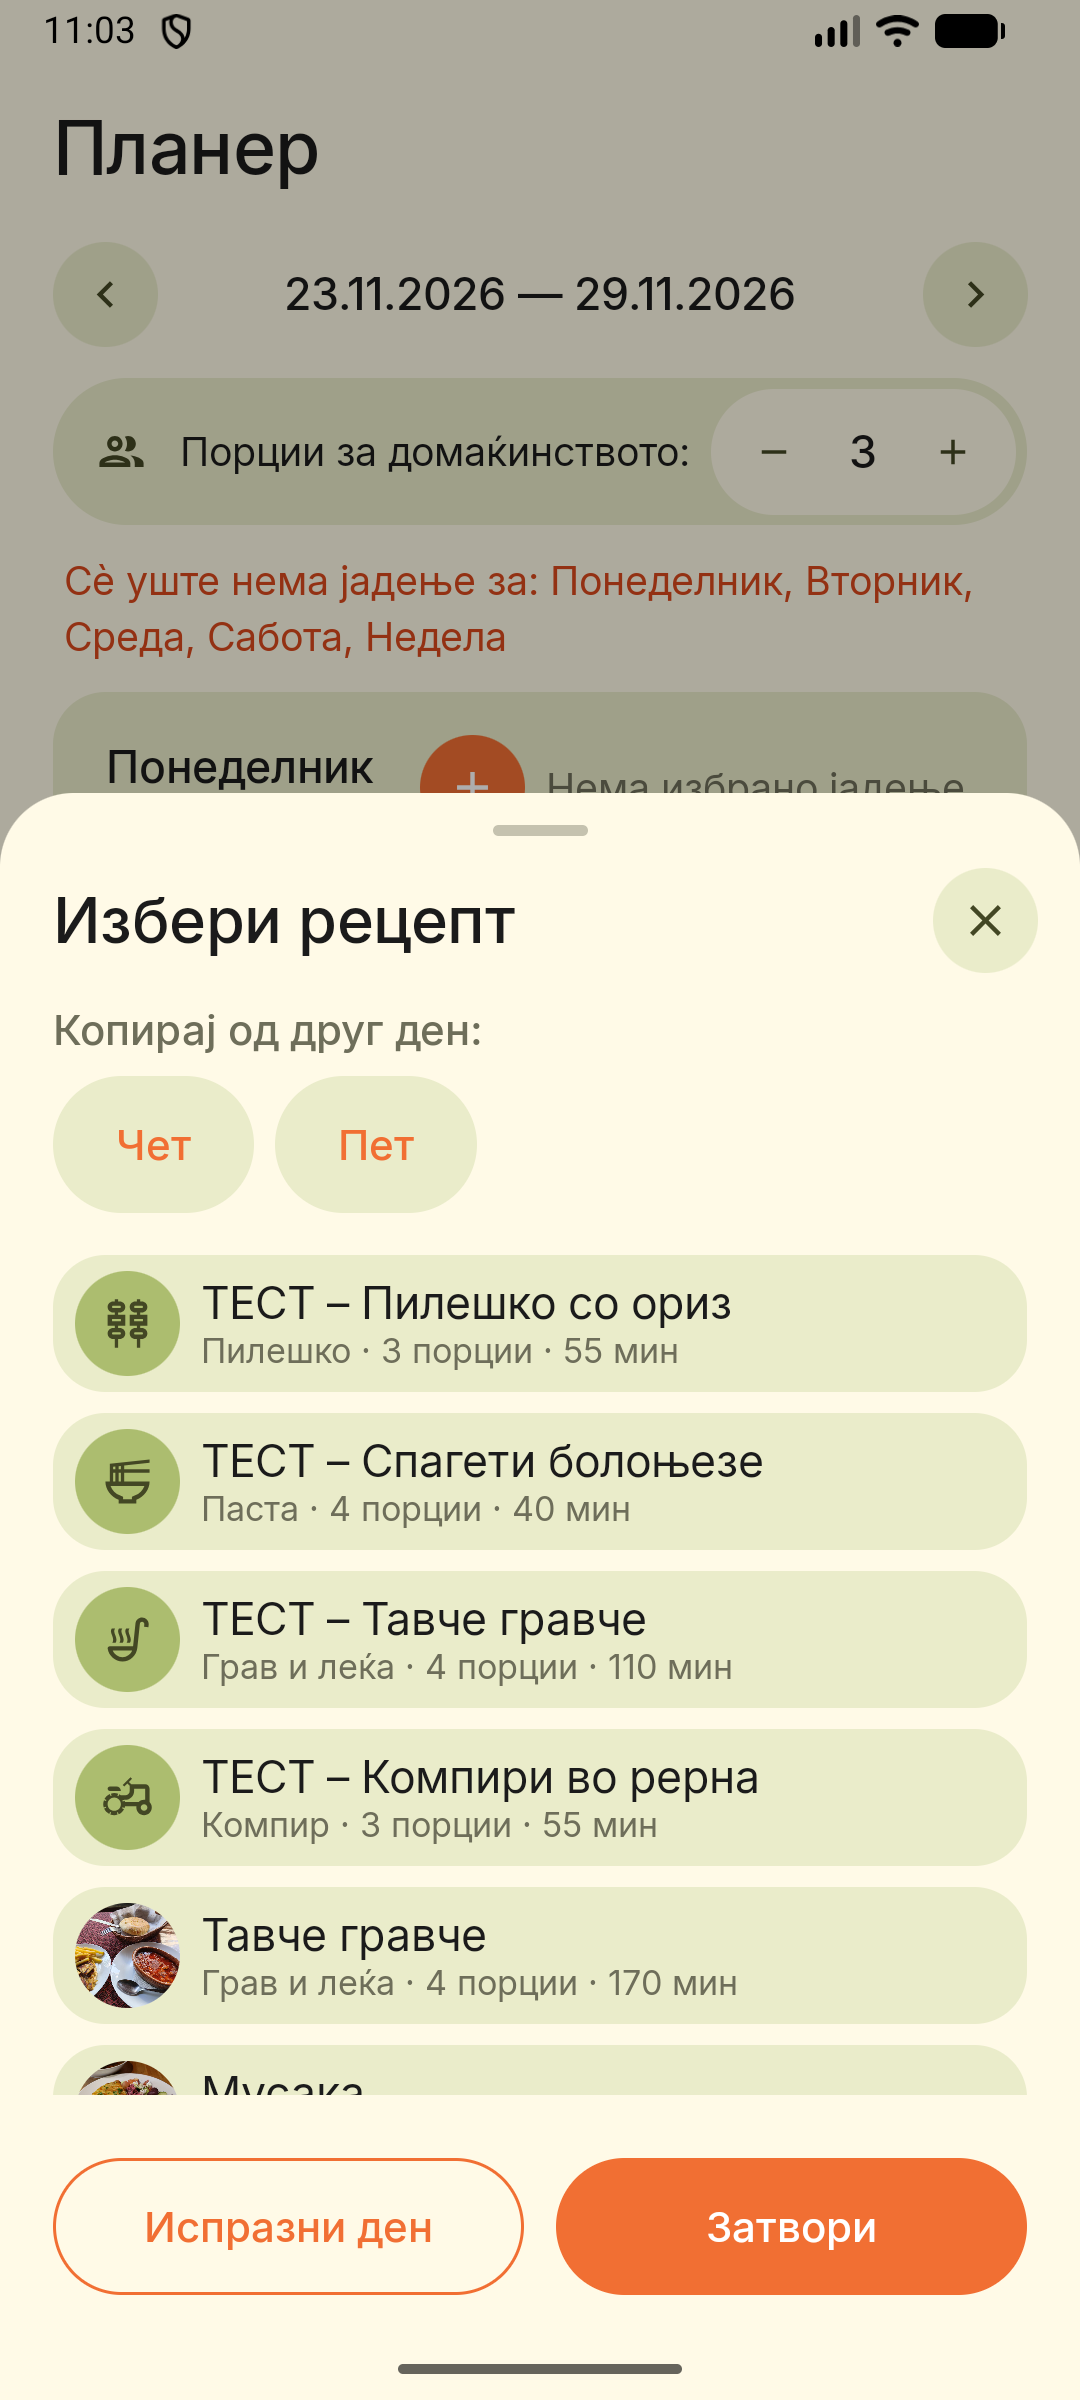 11:03
Планер
23.11.2026 — 29.11.2026
Порции за домаќинството:
3
Сѐ уште нема јадење за: Понеделник, Вторник,
Среда, Сабота, Недела
Понеделник
Нема избрано јадење
Избери рецепт
Копирај од друг ден:
Чет
Пет
ТЕСТ – Пилешко со ориз
Пилешко · 3 порции · 55 мин
ТЕСТ – Спагети болоњезе
Паста · 4 порции · 40 мин
ТЕСТ – Тавче гравче
Грав и леќа · 4 порции · 110 мин
ТЕСТ – Компири во рерна
Компир · 3 порции · 55 мин
Тавче гравче
Грав и леќа · 4 порции · 170 мин
Мусака
Испразни ден
Затвори